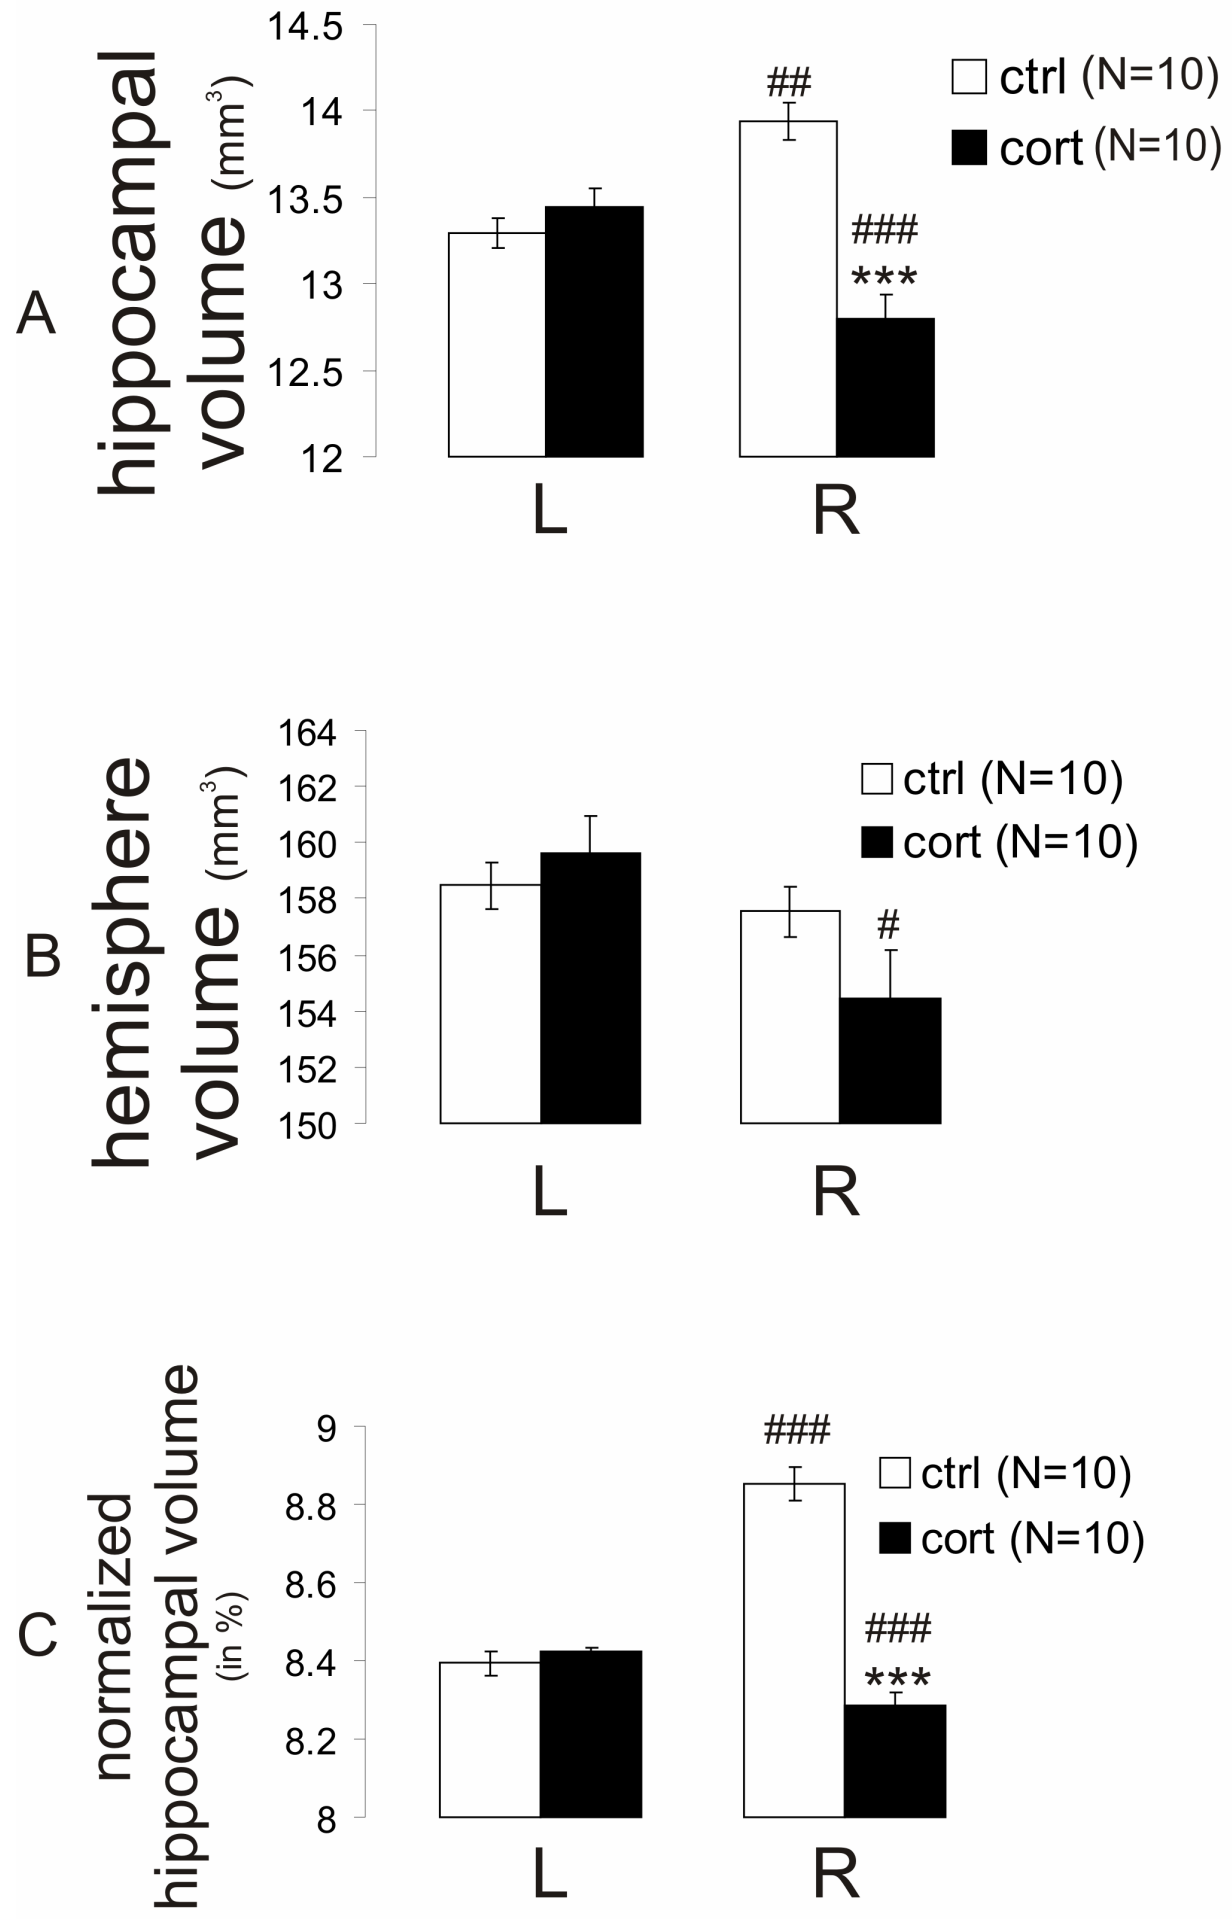 A
hippocampal
volume (mm³)
14.5
14
13.5
13
12.5
12
##
###
***
ctrl (N=10)
cort (N=10)
L
R
B
hemisphere
volume (mm³)
164
162
160
158
156
154
152
150
#
ctrl (N=10)
cort (N=10)
L
R
C
normalized
hippocampal volume
(in %)
9
8.8
8.6
8.4
8.2
8
###
###
***
ctrl (N=10)
cort (N=10)
L
R